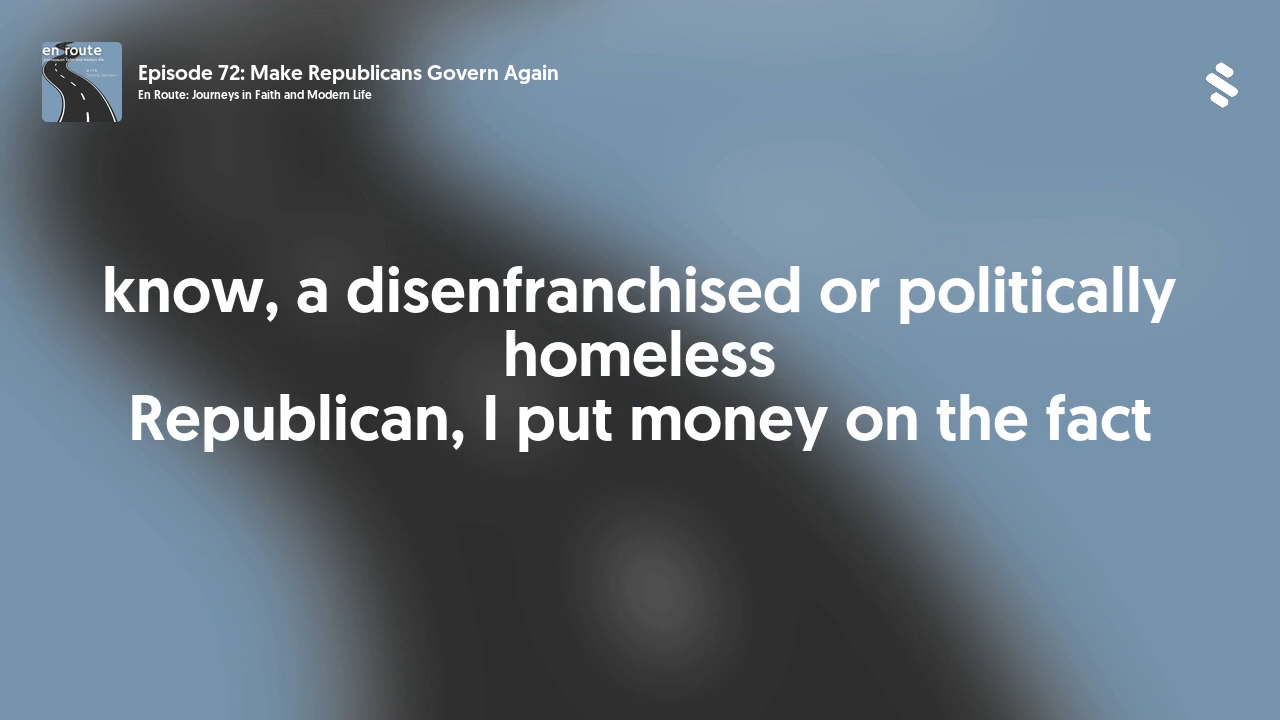 en route
Episode 72: Make Republicans Govern Again
En Route: Journeys in Faith and Modern Life
know, a disenfranchised or politically
homeless
Republican, I put money on the fact